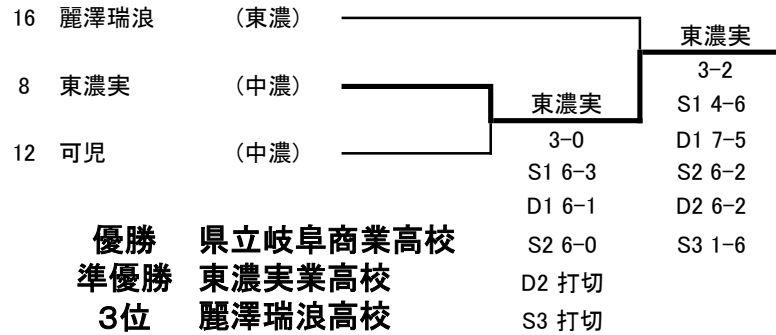 16 麗澤瑞浪 （東濃）
東濃実
3-2
8 東濃実 （中濃）
東濃実
S1 4-6
3-0
D1 7-5
12 可児 （中濃）
S1 6-3
S2 6-2
D1 6-1
D2 6-2
優勝 県立岐阜商業高校
S2 6-0
S3 1-6
準優勝 東濃実業高校
D2 打切
3位 麗澤瑞浪高校
S3 打切